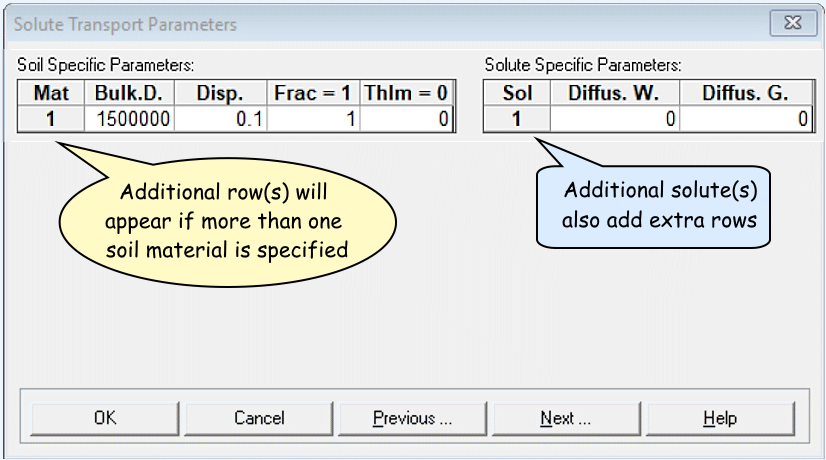 Solute Transport Parameters
Soil Specific Parameters:
Mat Bulk.D. Disp. Frac = 1 ThIm = 0
1 1500000 0.1 1 0
Solute Specific Parameters:
Sol Diffus. W. Diffus. G.
1 0 0
Additional row(s) will
appear if more than one
soil material is specified
Additional solute(s)
also add extra rows
OK Cancel Previous ... Next ... Help